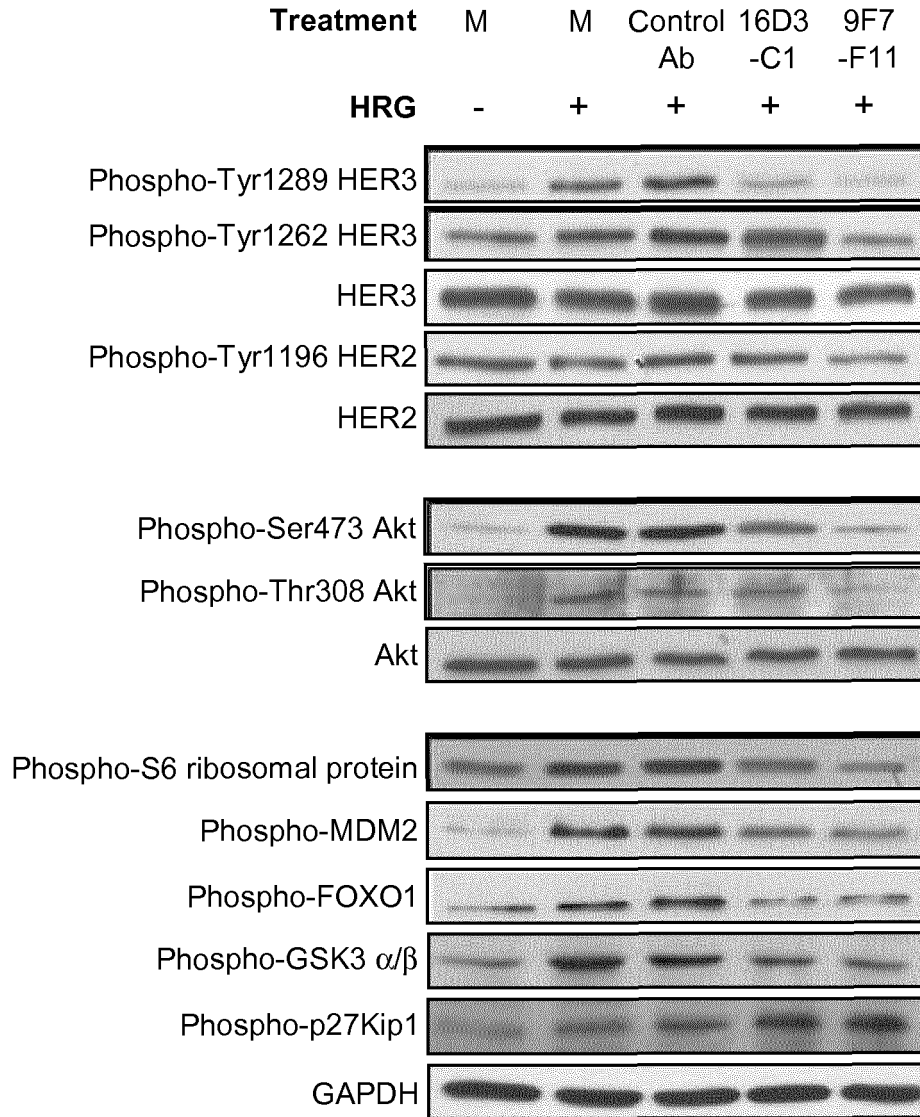 Treatment M M Control 16D3 9F7
Ab -C1 -F11
HRG - + + + +
Phospho-Tyr1289 HER3
Phospho-Tyr1262 HER3
HER3
Phospho-Tyr1196 HER2
HER2
Phospho-Ser473 Akt
Phospho-Thr308 Akt
Akt
Phospho-S6 ribosomal protein
Phospho-MDM2
Phospho-FOXO1
Phospho-GSK3 α/β
Phospho-p27Kip1
GAPDH